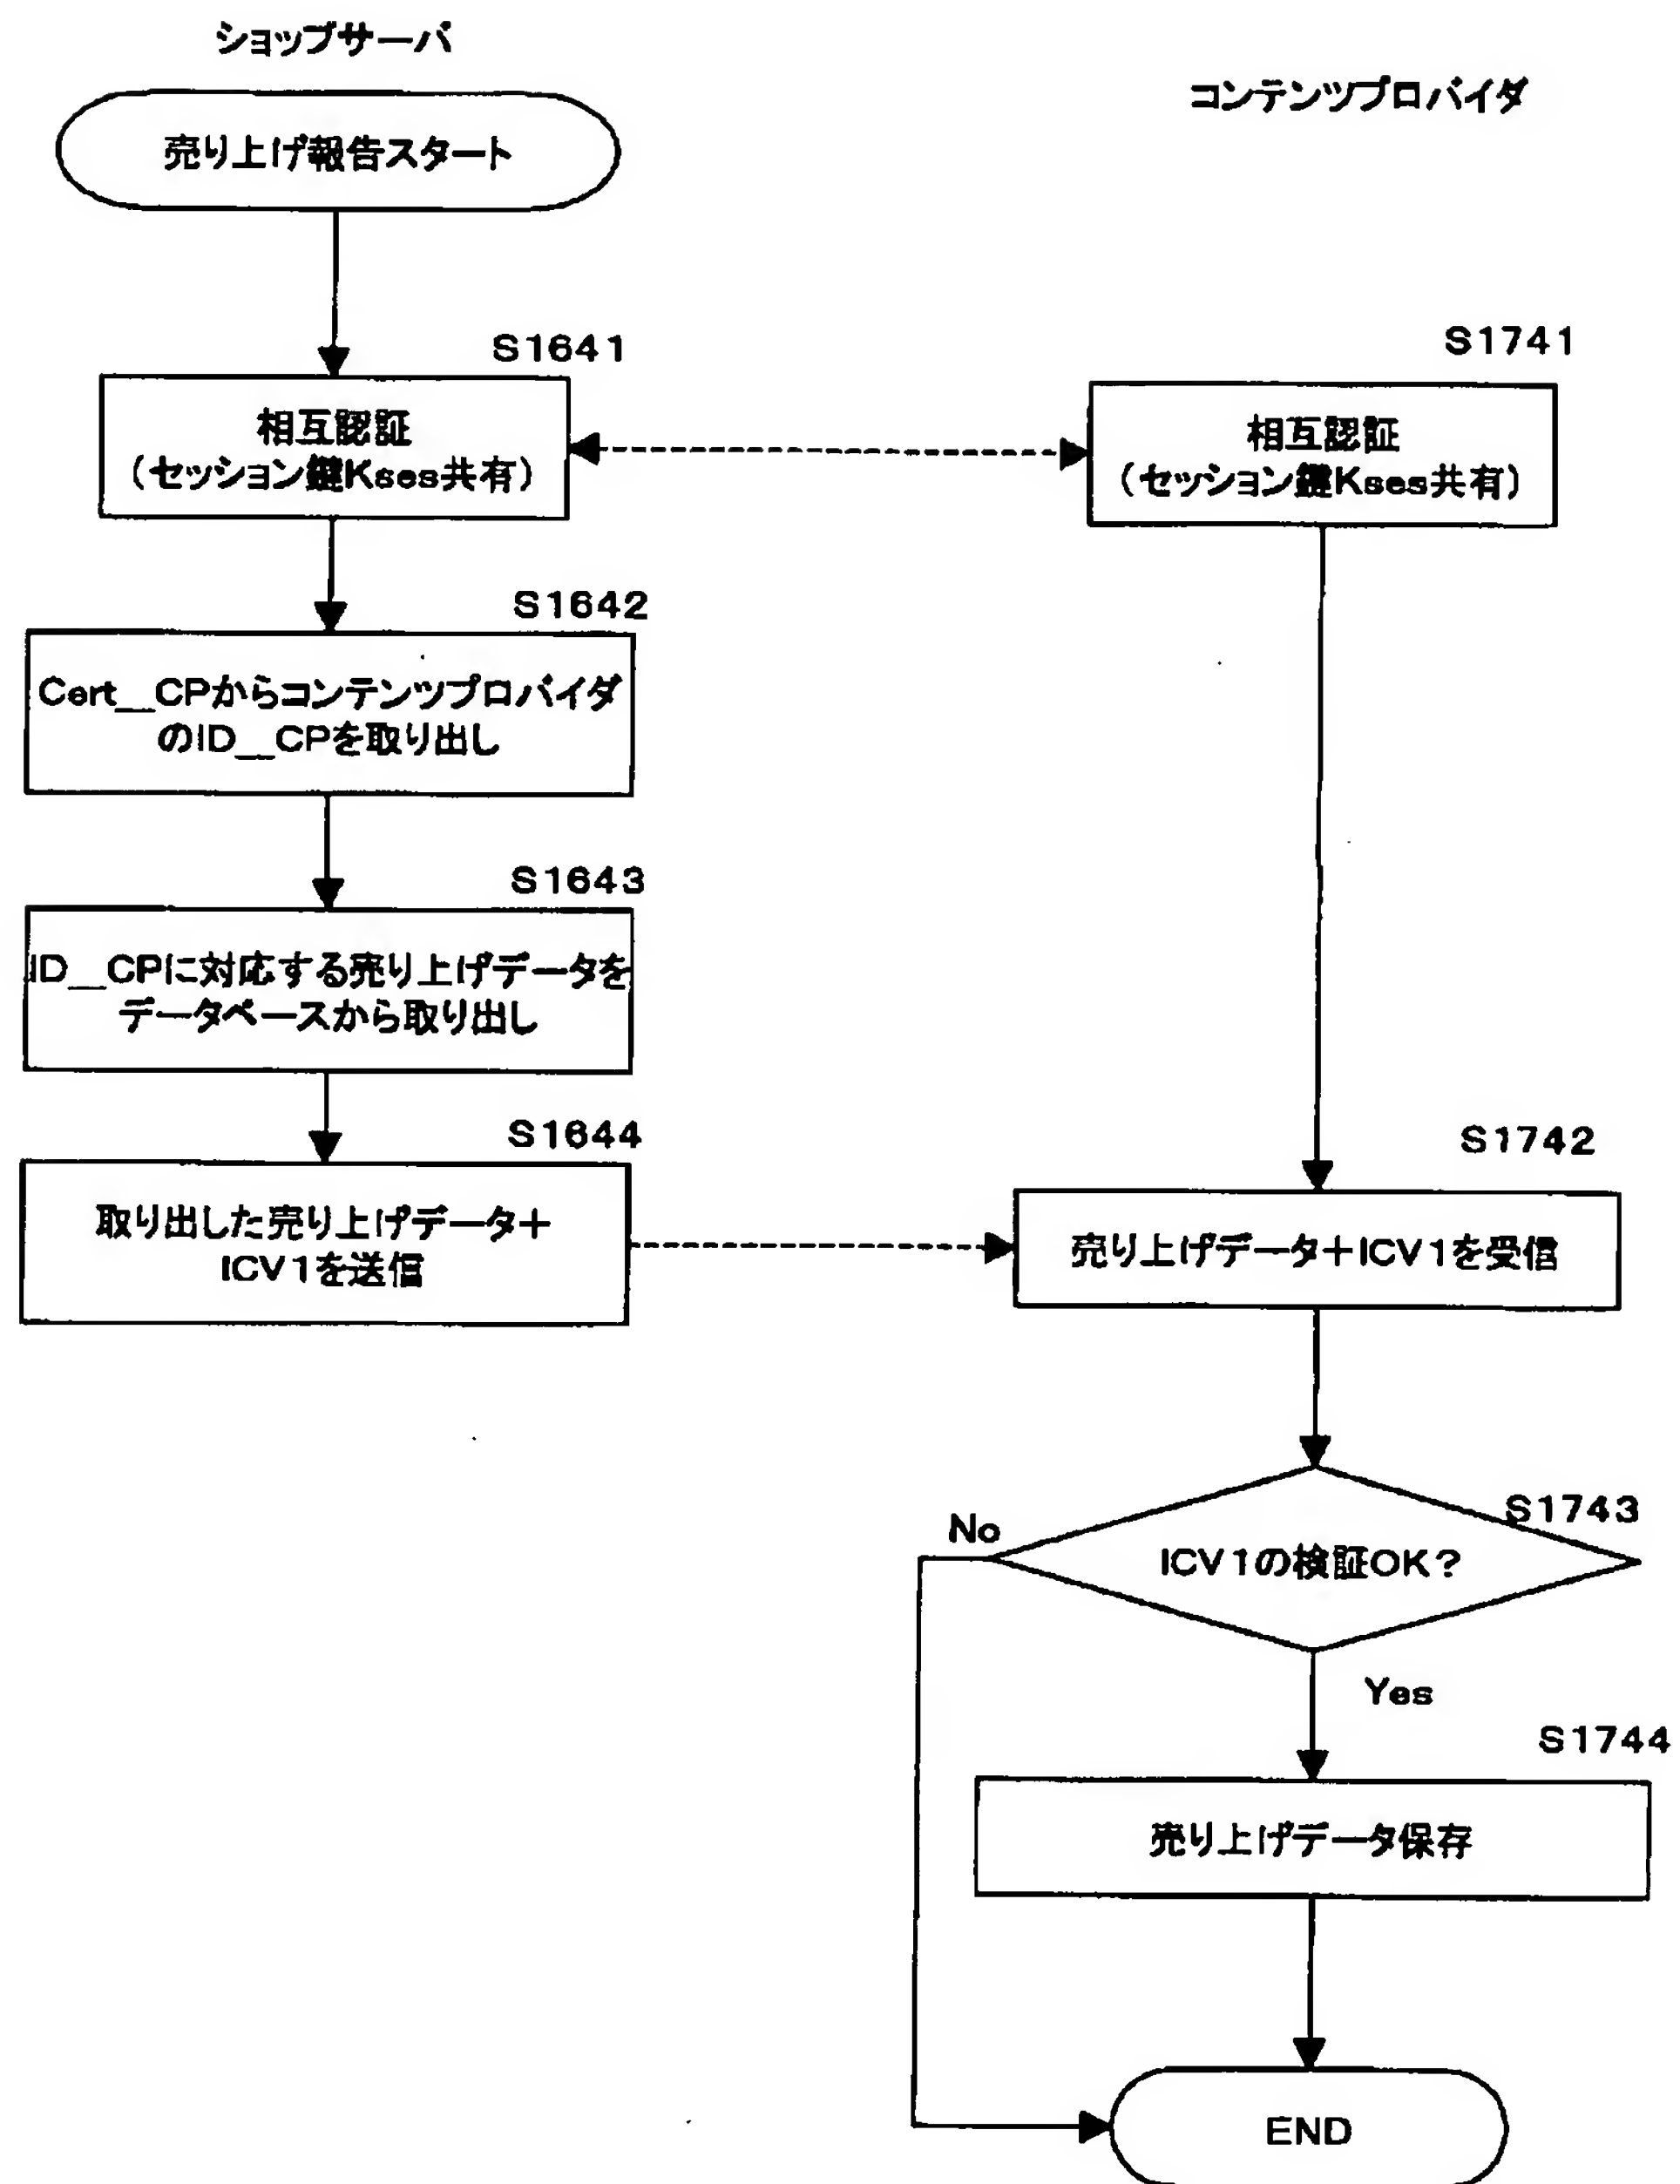 ショップサーバ
コンテンツプロバイダ
売り上げ報告スタート
S1641
相互認証
(セッション鍵Kses共有)
S1741
相互認証
(セッション鍵Kses共有)
S1642
Cert__CPからコンテンツプロバイダ
のID__CPを取り出し
S1643
ID__CPに対応する売り上げデータを
データベースから取り出し
S1644
取り出した売り上げデータ+
ICV1を送信
S1742
売り上げデータ+ICV1を受信
S1743
ICV1の検証OK?
No
Yes
S1744
売り上げデータ保存
END